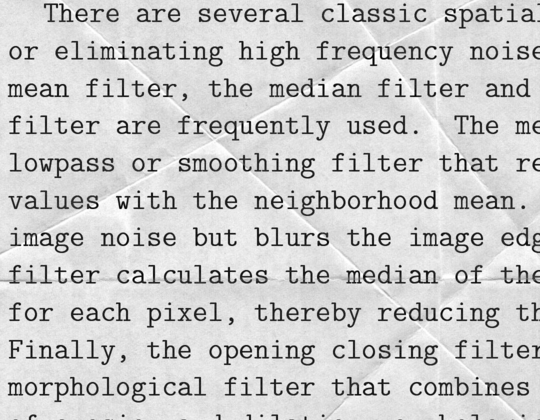 There are several classic spatial
or eliminating high frequency noise
mean filter, the median filter and
filter are frequently used. The me
lowpass or smoothing filter that re
values with the neighborhood mean.
image noise but blurs the image edg
filter calculates the median of the
for each pixel, thereby reducing th
Finally, the opening closing filter
morphological filter that combines